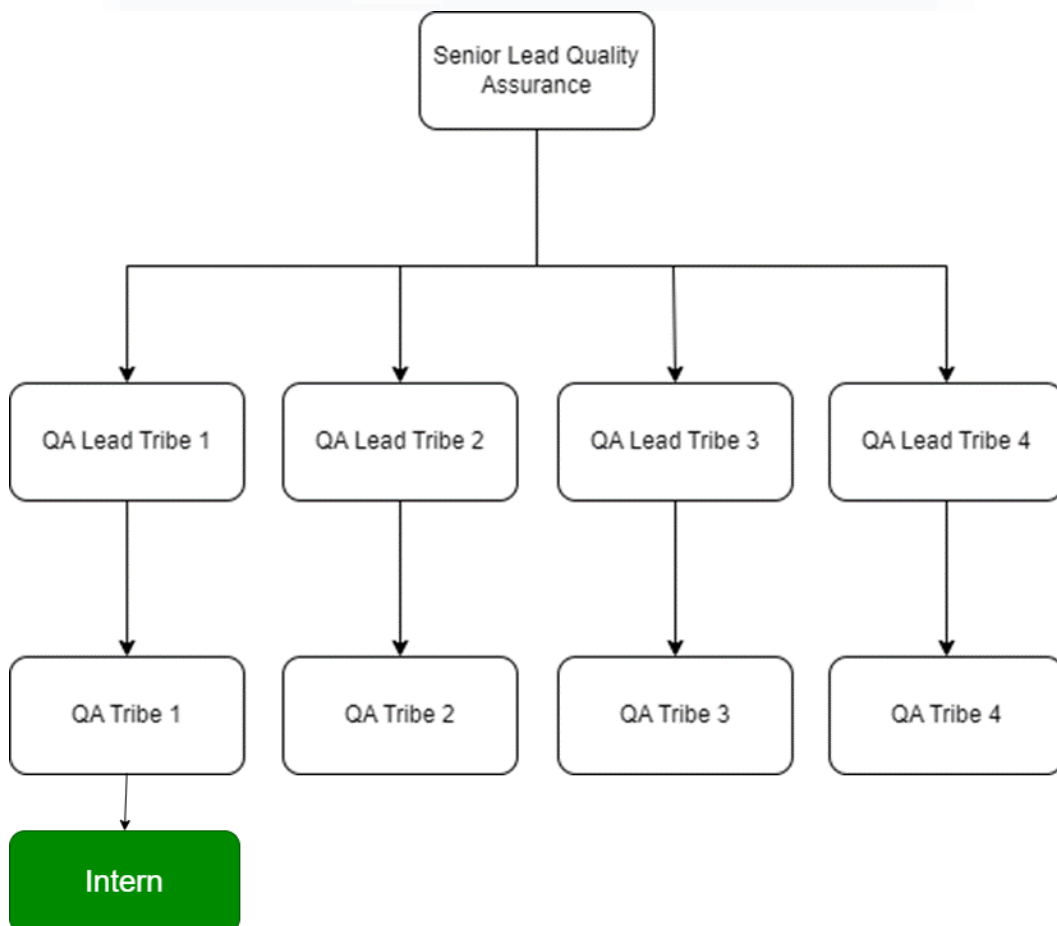 Senior Lead Quality
Assurance
QA Lead Tribe 1
QA Lead Tribe 2
QA Lead Tribe 3
QA Lead Tribe 4
QA Tribe 1
QA Tribe 2
QA Tribe 3
QA Tribe 4
Intern